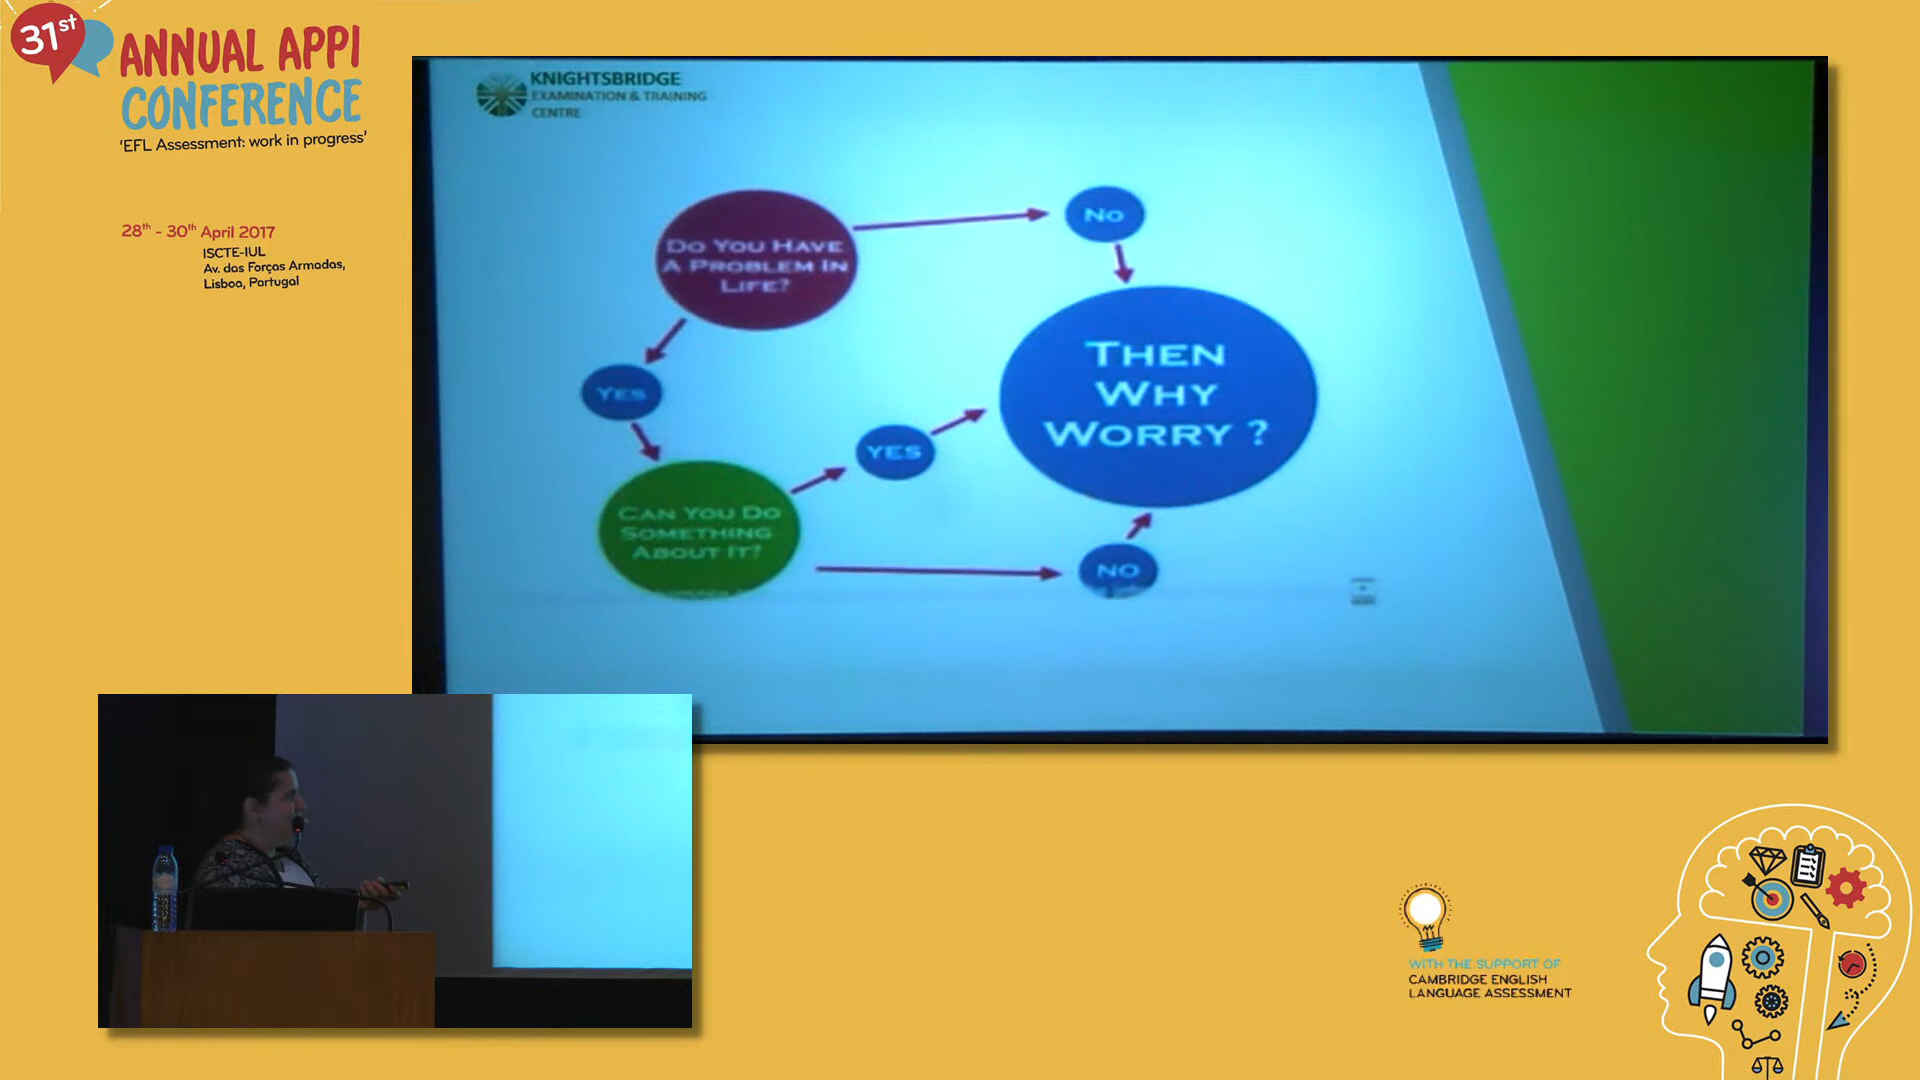 31st
ANNUAL APPI
CONFERENCE
'EFL Assessment: work in progress'
28th - 30th April 2017
ISCTE-IUL
Av. das Forças Armadas,
Lisboa, Portugal
KNIGHTSBRIDGE
EXAMINATION & TRAINING
CENTRE
DO YOU HAVE
A PROBLEM IN
LIFE?
NO
YES
THEN
WHY
WORRY ?
YES
CAN YOU DO
SOMETHING
ABOUT IT?
NO
WITH THE SUPPORT OF
CAMBRIDGE ENGLISH
LANGUAGE ASSESSMENT